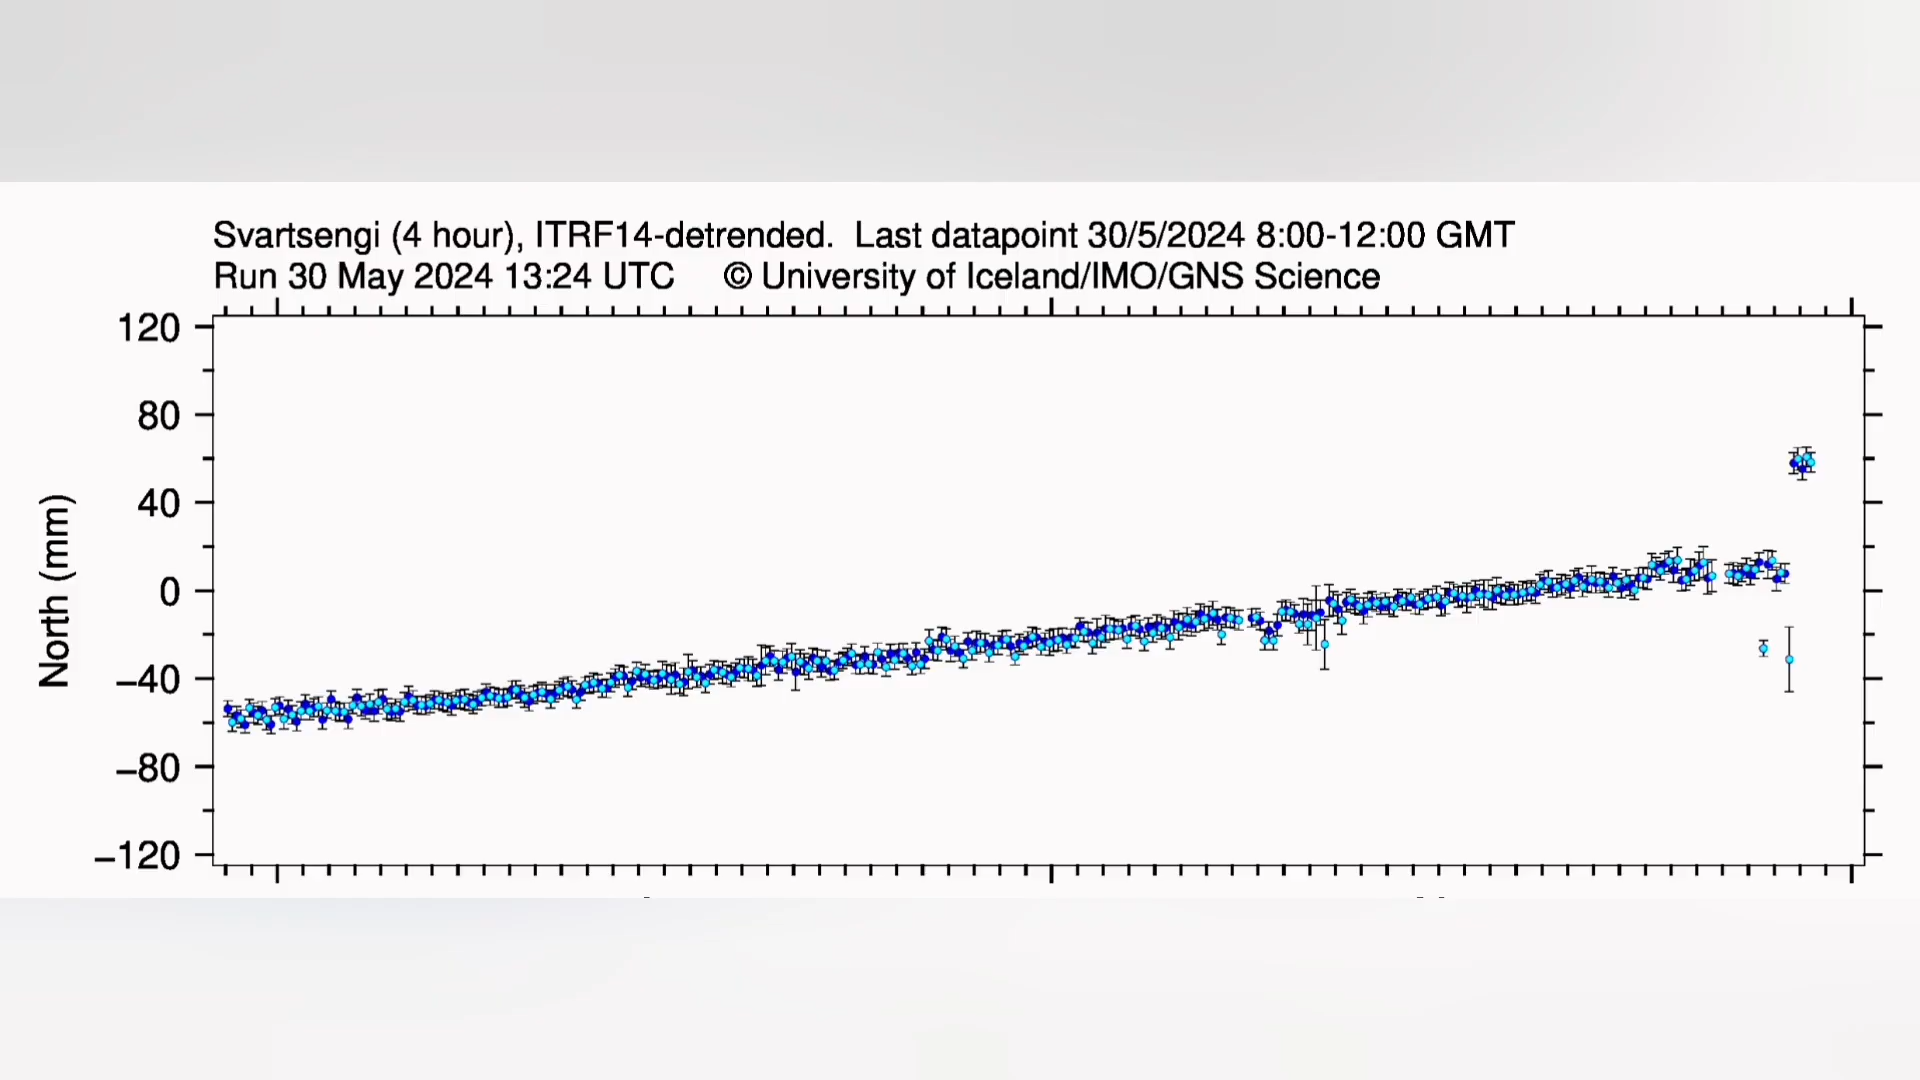 Svartsengi (4 hour), ITRF14-detrended. Last datapoint 30/5/2024 8:00-12:00 GMT
Run 30 May 2024 13:24 UTC © University of Iceland/IMO/GNS Science
120
80
40
0
−40
−80
−120
North (mm)